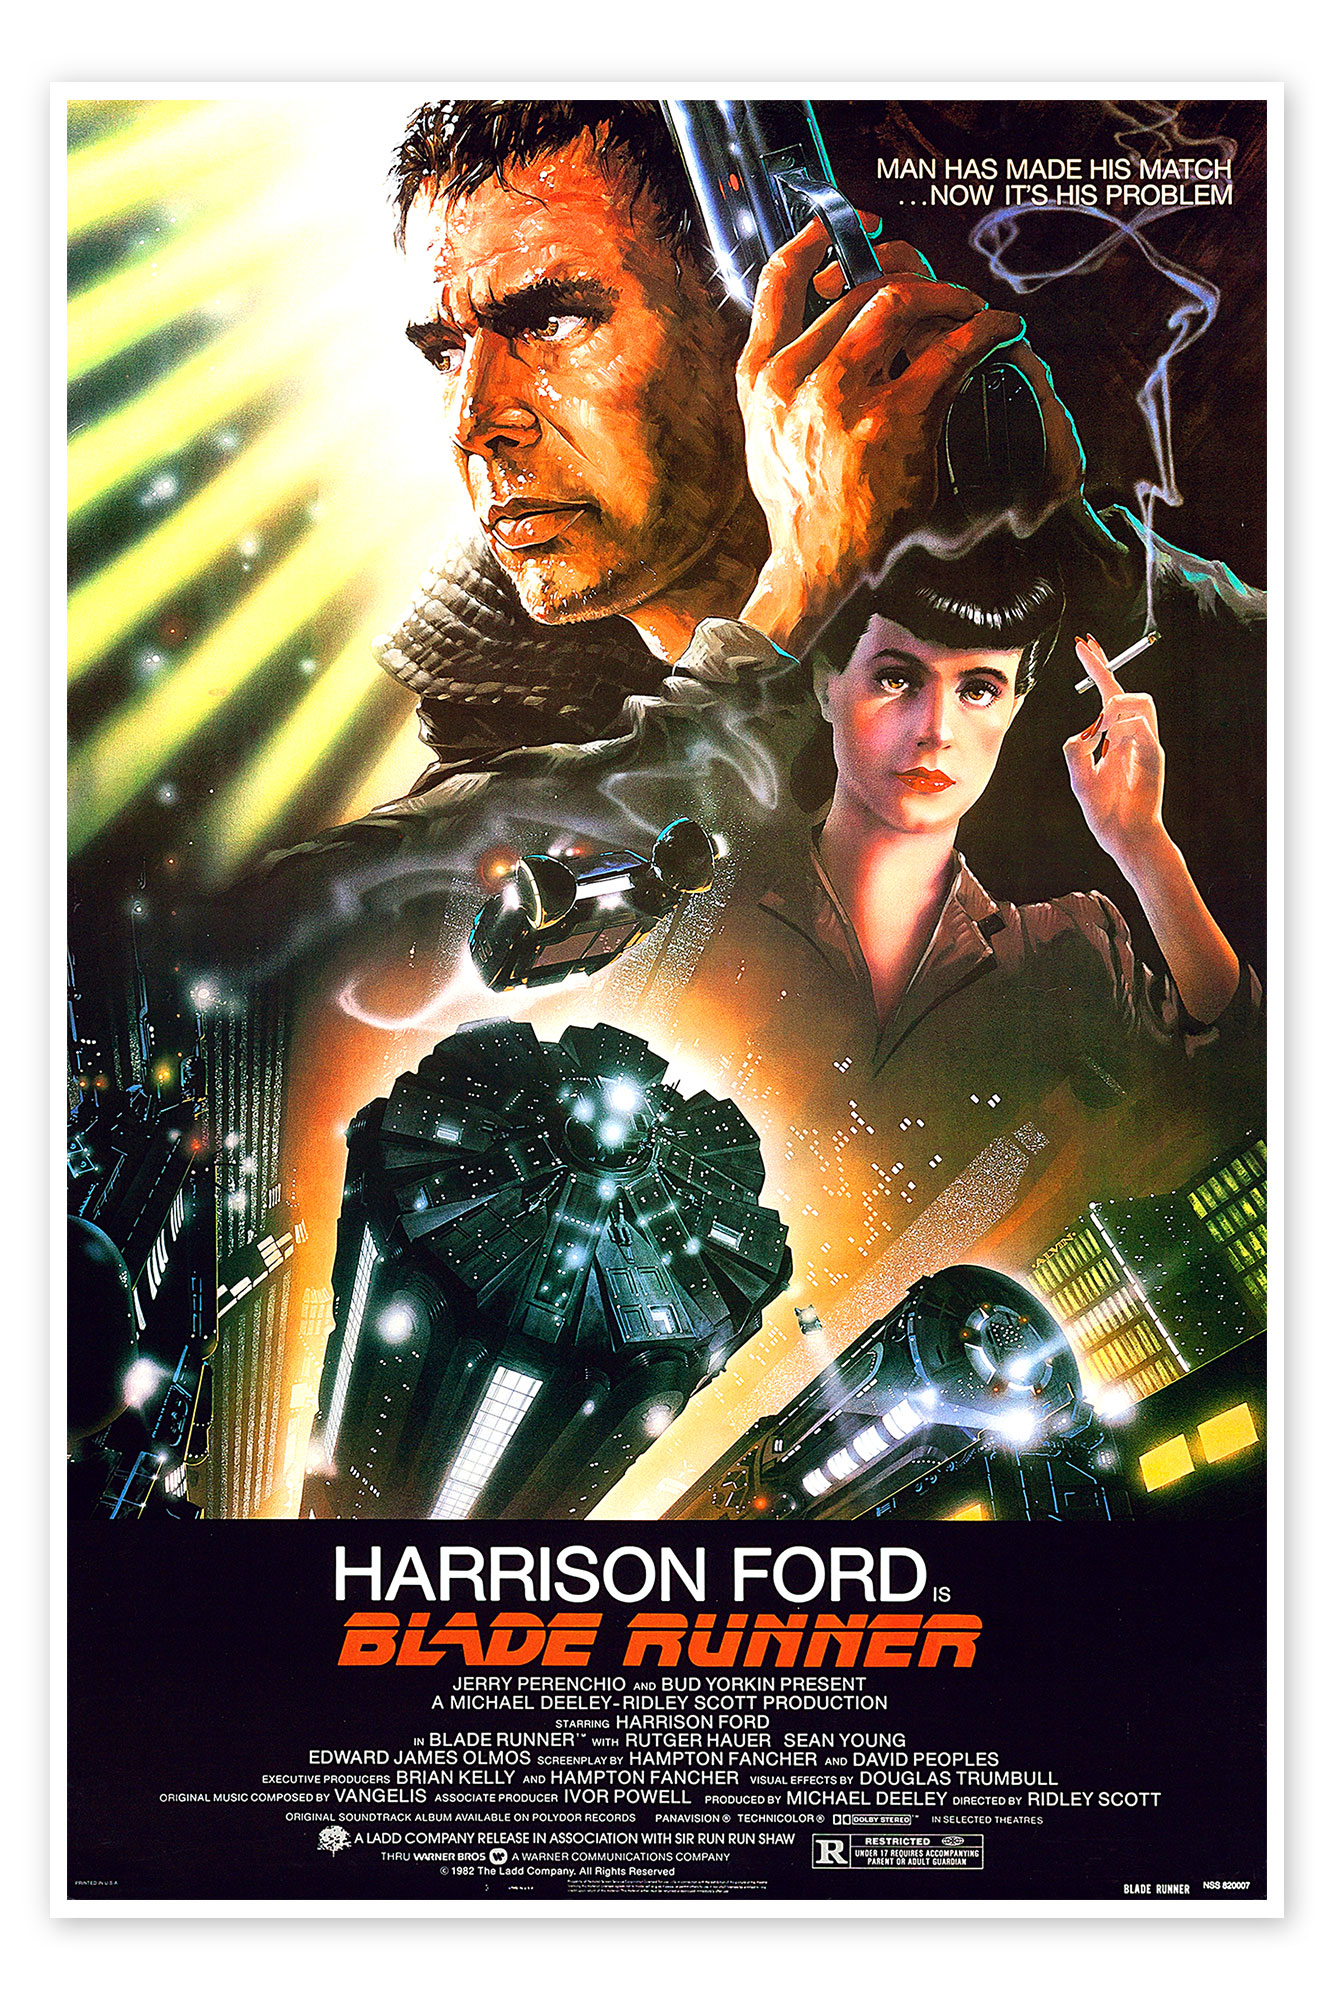 MAN HAS MADE HIS MATCH
...NOW IT'S HIS PROBLEM
HARRISON FORD IS
BLADE RUNNER
JERRY PERENCHIO AND BUD YORKIN PRESENT
A MICHAEL DEELEY-RIDLEY SCOTT PRODUCTION
STARRING HARRISON FORD
IN BLADE RUNNER™ WITH RUTGER HAUER SEAN YOUNG
EDWARD JAMES OLMOS SCREENPLAY BY HAMPTON FANCHER AND DAVID PEOPLES
EXECUTIVE PRODUCERS BRIAN KELLY AND HAMPTON FANCHER VISUAL EFFECTS BY DOUGLAS TRUMBULL
ORIGINAL MUSIC COMPOSED BY VANGELIS ASSOCIATE PRODUCER IVOR POWELL PRODUCED BY MICHAEL DEELEY DIRECTED BY RIDLEY SCOTT
ORIGINAL SOUNDTRACK ALBUM AVAILABLE ON POLYDOR RECORDS PANAVISION® TECHNICOLOR® DOLBY STEREO™ IN SELECTED THEATRES
A LADD COMPANY RELEASE IN ASSOCIATION WITH SIR RUN RUN SHAW
THRU WARNER BROS A WARNER COMMUNICATIONS COMPANY
© 1982 The Ladd Company. All Rights Reserved
R RESTRICTED
UNDER 17 REQUIRES ACCOMPANYING
PARENT OR ADULT GUARDIAN
PRINTED IN U.S.A.
BLADE RUNNER NSS 820007